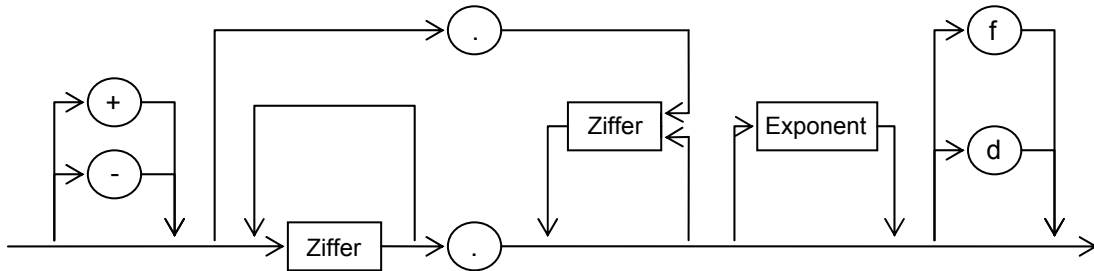 .
f
+
Ziffer
Exponent
d
-
Ziffer
.